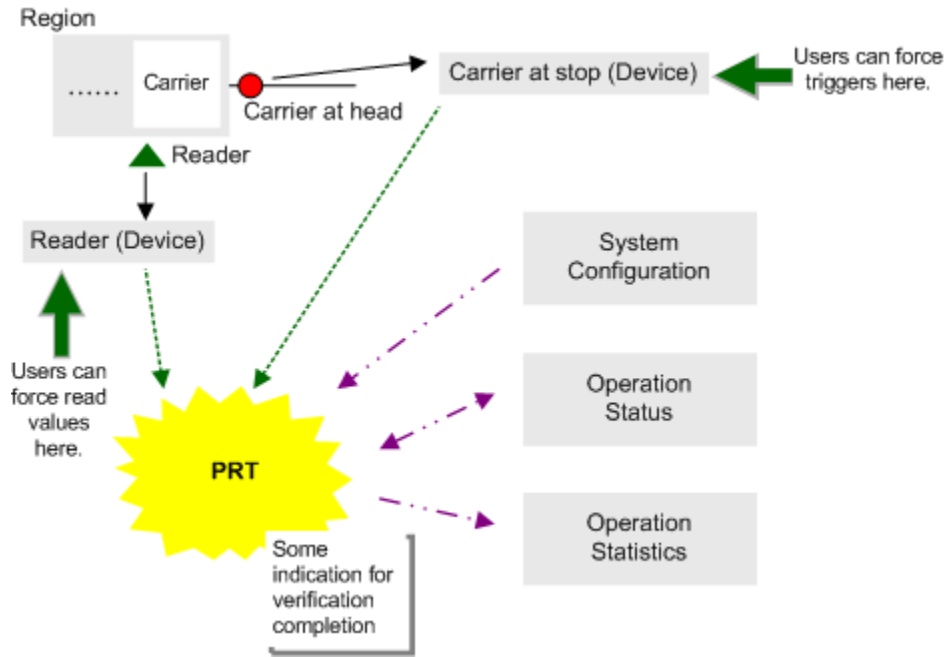 Region
Carrier
......
Carrier at head
Carrier at stop (Device)
Users can force
triggers here.
Reader
Reader (Device)
Users can
force read
values
here.
System
Configuration
Operation
Status
PRT
Operation
Statistics
Some
indication for
verification
completion